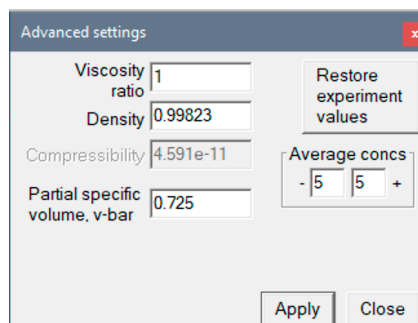 Advanced settings
x
Viscosity
ratio
1
Density
0.99823
Compressibility
4.591e-11
Partial specific
volume, v-bar
0.725
Restore
experiment
values
Average concs
- 5 5 +
Apply
Close